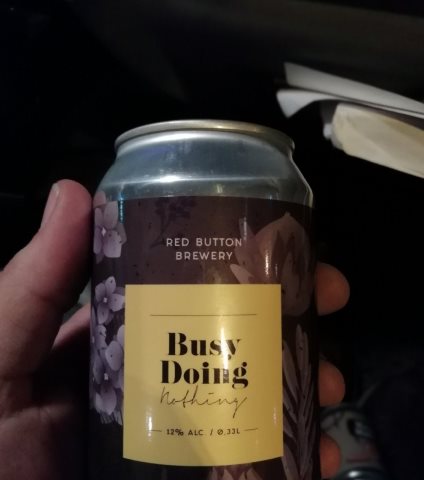 RED BUTTON
BREWERY
Busy
Doing
Nothing
12% ALC. / 0,33L